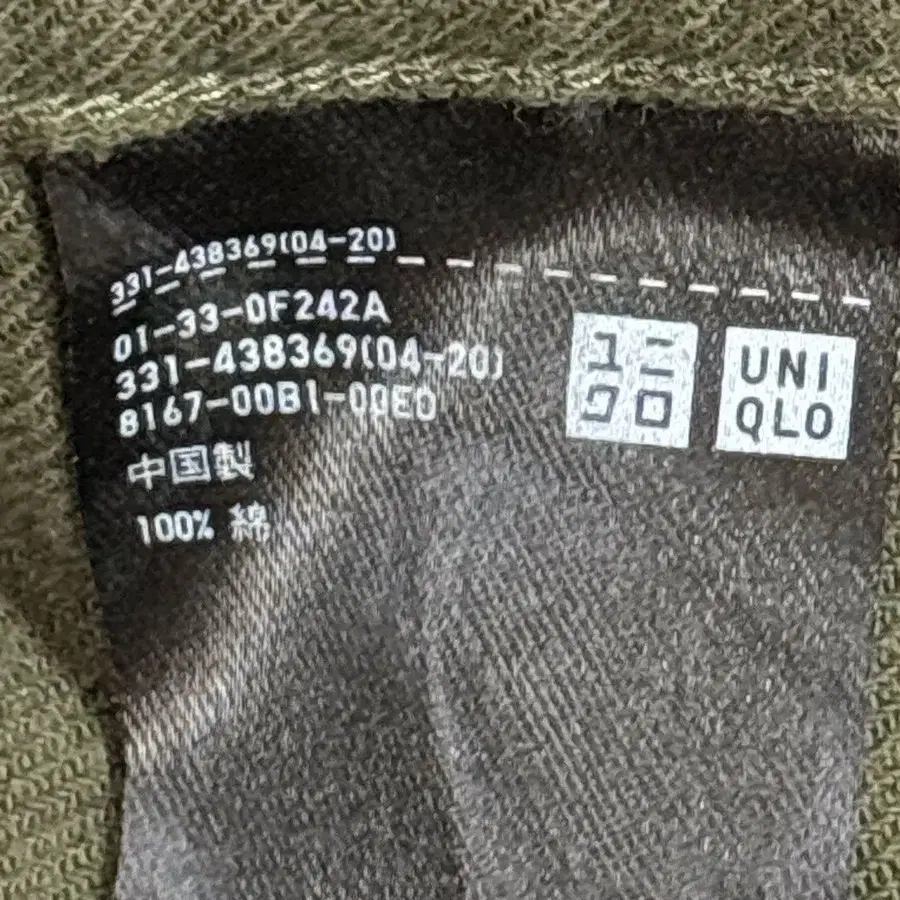 331-438369(04-20)
01-33-0F242A
331-438369(04-20)
8167-00B1-00E0
中国製
100% 綿
ユニ
クロ
UNI
QLO